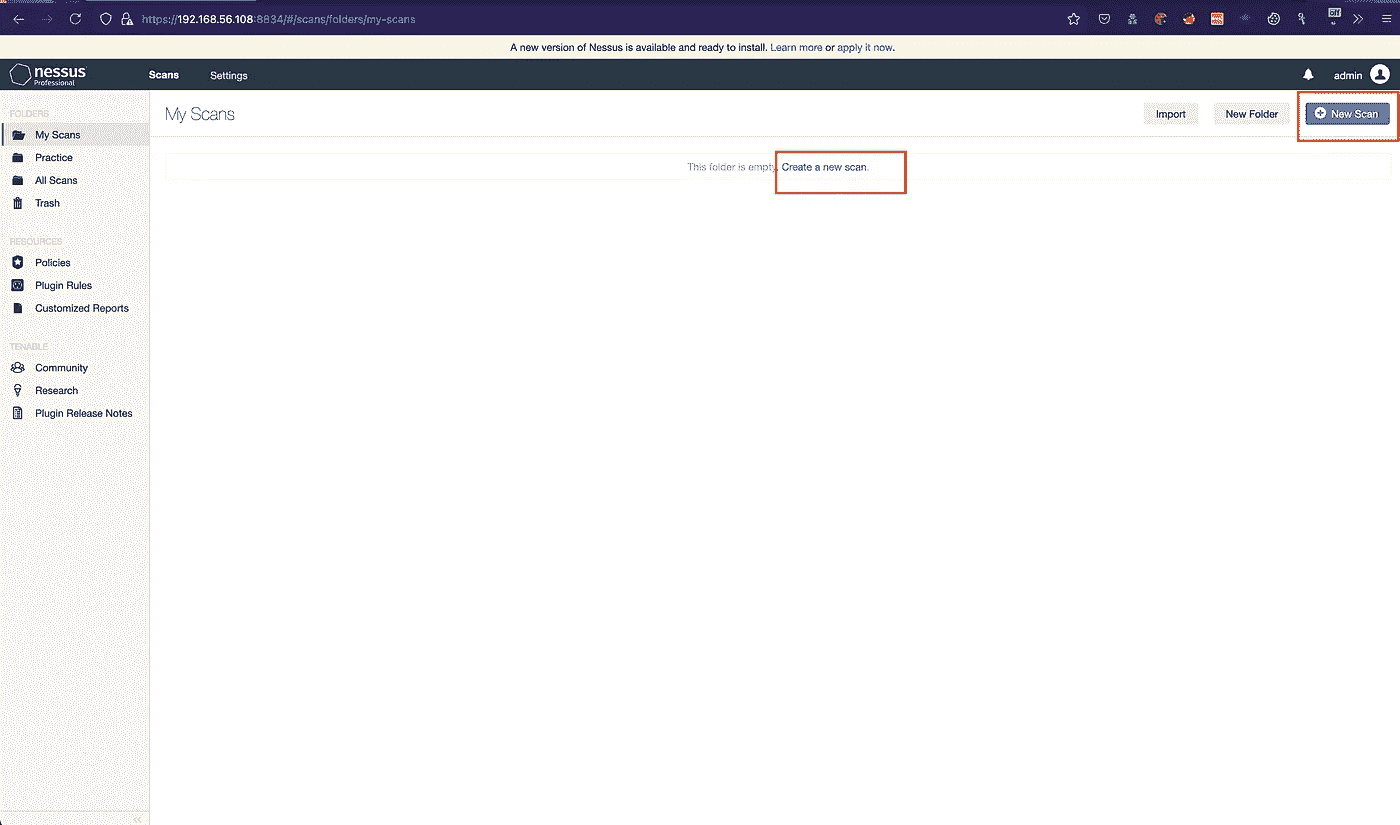 https://192.168.56.108:8834/#/scans/folders/my-scans
A new version of Nessus is available and ready to install. Learn more or apply it now.
nessus
Professional
Scans
Settings
admin
FOLDERS
My Scans
Practice
All Scans
Trash
RESOURCES
Policies
Plugin Rules
Customized Reports
TENABLE
Community
Research
Plugin Release Notes
My Scans
Import
New Folder
New Scan
This folder is empty. Create a new scan.